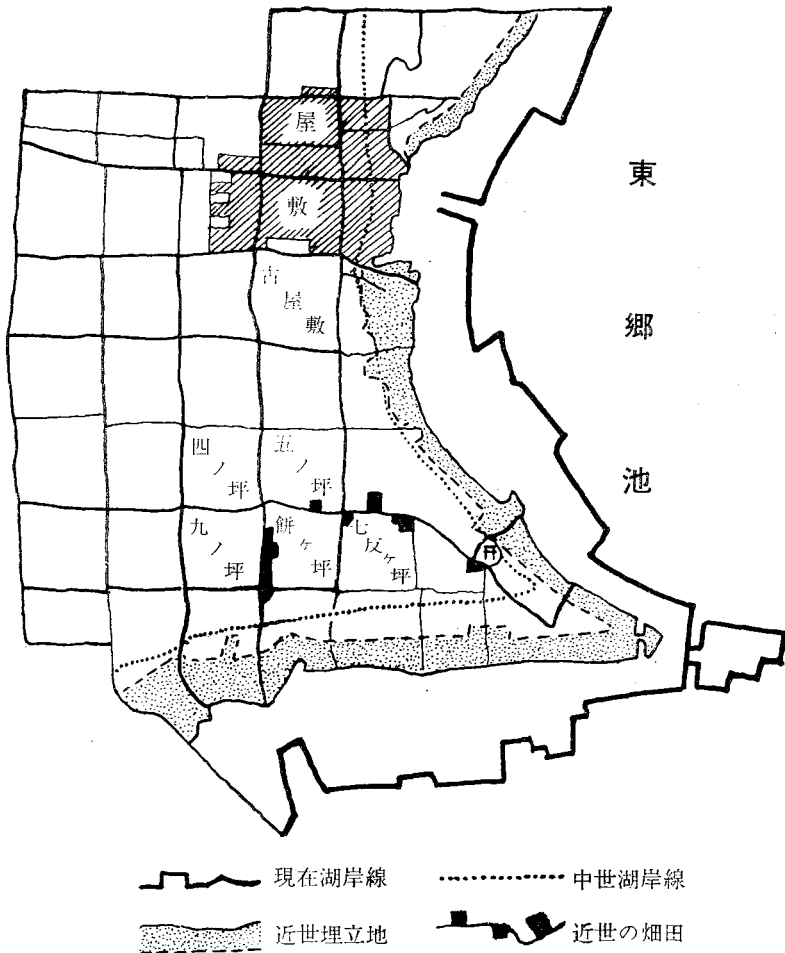 屋敷
東郷池
古屋敷
四ノ坪
五ノ坪
九ノ坪
餅ヶ坪
七反ヶ坪
現在湖岸線
中世湖岸線
近世埋立地
近世の畑田